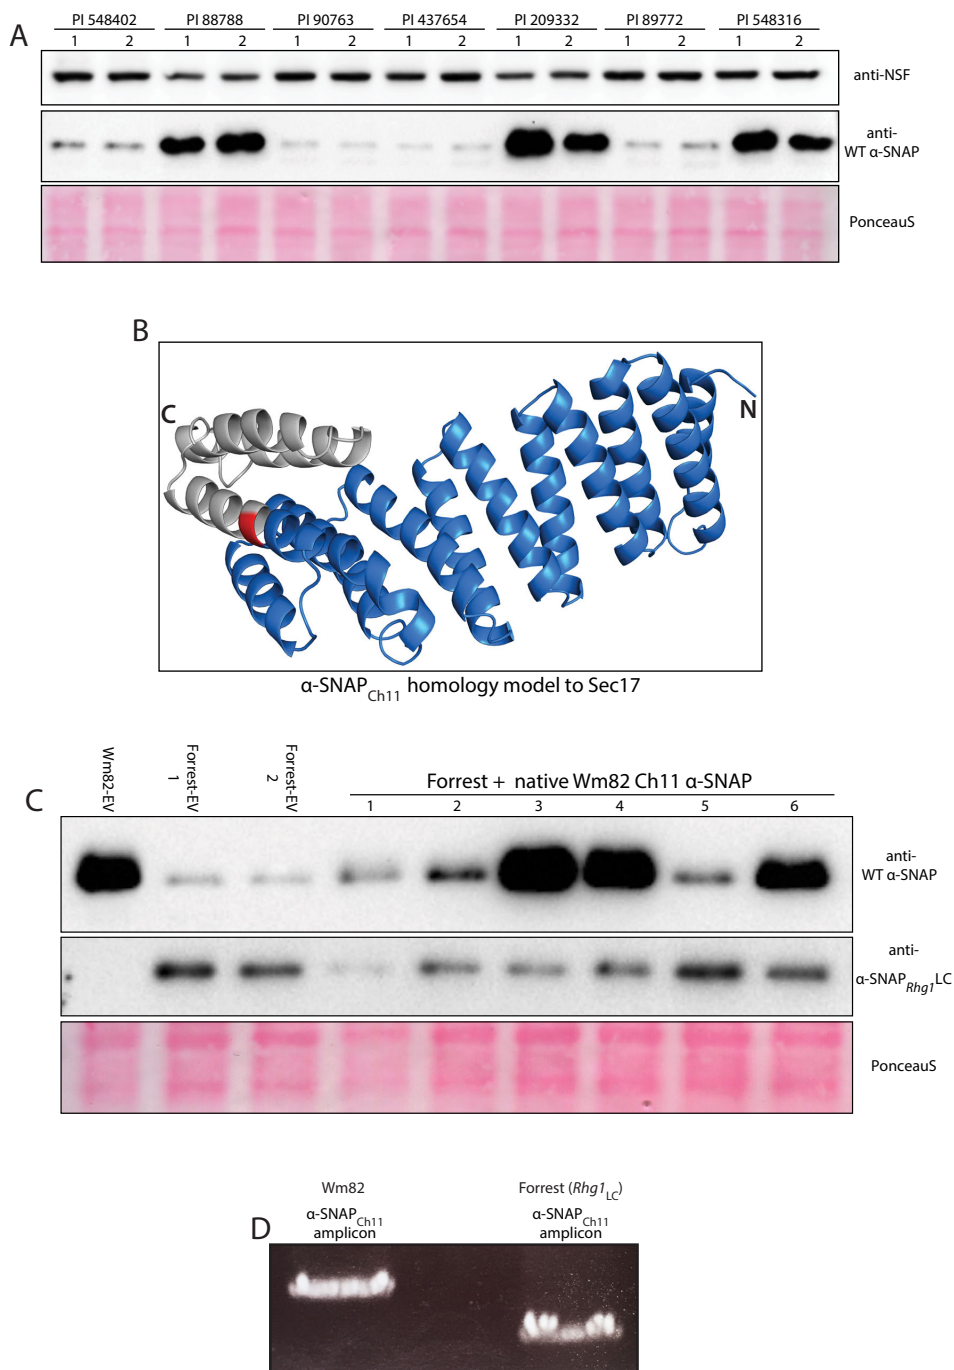 A
PI 548402 PI 88788 PI 90763 PI 437654 PI 209332 PI 89772 PI 548316
1 2 1 2 1 2 1 2 1 2 1 2 1 2
anti-NSF
anti-
WT α-SNAP
PonceauS
B
C
N
α-SNAPCh11 homology model to Sec17
C
Wm82-EV
Forrest-EV
1
Forrest-EV
2
Forrest + native Wm82 Ch11 α-SNAP
1 2 3 4 5 6
anti-
WT α-SNAP
anti-
α-SNAPRhg1LC
PonceauS
D
Wm82
α-SNAPCh11
amplicon
Forrest (Rhg1LC)
α-SNAPCh11
amplicon